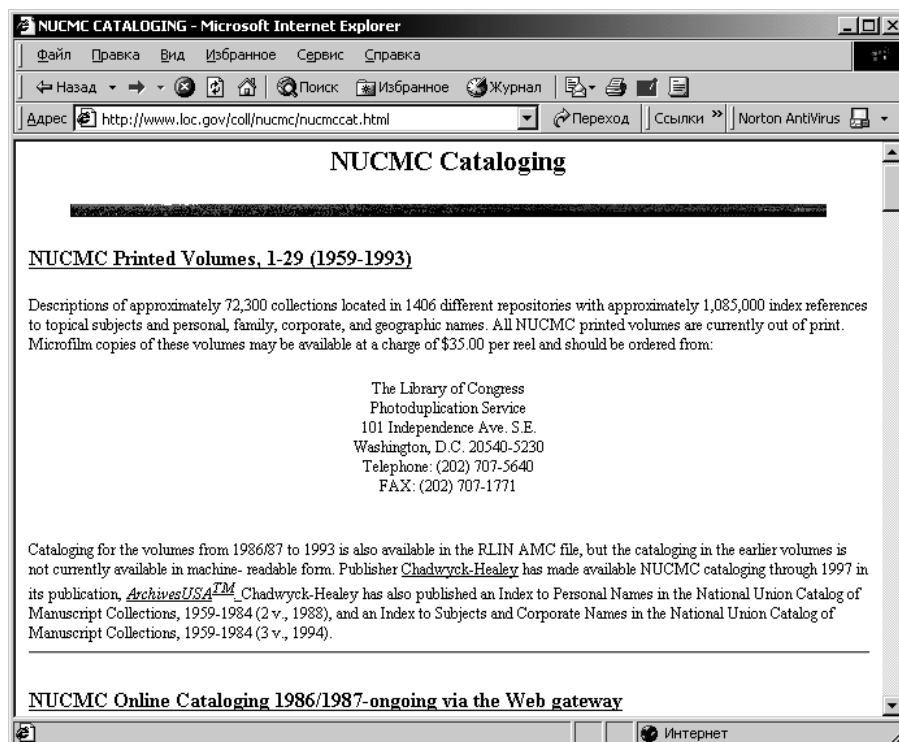 NUCMC CATALOGING - Microsoft Internet Explorer
Файл Правка Вид Избранное Сервис Справка
Назад Поиск Избранное Журнал
Адрес http://www.loc.gov/coll/nucmc/nucmccat.html Переход Ссылки » Norton AntiVirus
NUCMC Cataloging
NUCMC Printed Volumes, 1-29 (1959-1993)
Descriptions of approximately 72,300 collections located in 1406 different repositories with approximately 1,085,000 index references
to topical subjects and personal, family, corporate, and geographic names. All NUCMC printed volumes are currently out of print.
Microfilm copies of these volumes may be available at a charge of $35.00 per reel and should be ordered from:
The Library of Congress
Photoduplication Service
101 Independence Ave. S.E.
Washington, D.C. 20540-5230
Telephone: (202) 707-5640
FAX: (202) 707-1771
Cataloging for the volumes from 1986/87 to 1993 is also available in the RLIN AMC file, but the cataloging in the earlier volumes is
not currently available in machine- readable form. Publisher Chadwyck-Healey has made available NUCMC cataloging through 1997 in
its publication, ArchivesUSA™ Chadwyck-Healey has also published an Index to Personal Names in the National Union Catalog of
Manuscript Collections, 1959-1984 (2 v., 1988), and an Index to Subjects and Corporate Names in the National Union Catalog of
Manuscript Collections, 1959-1984 (3 v., 1994).
NUCMC Online Cataloging 1986/1987-ongoing via the Web gateway
Интернет